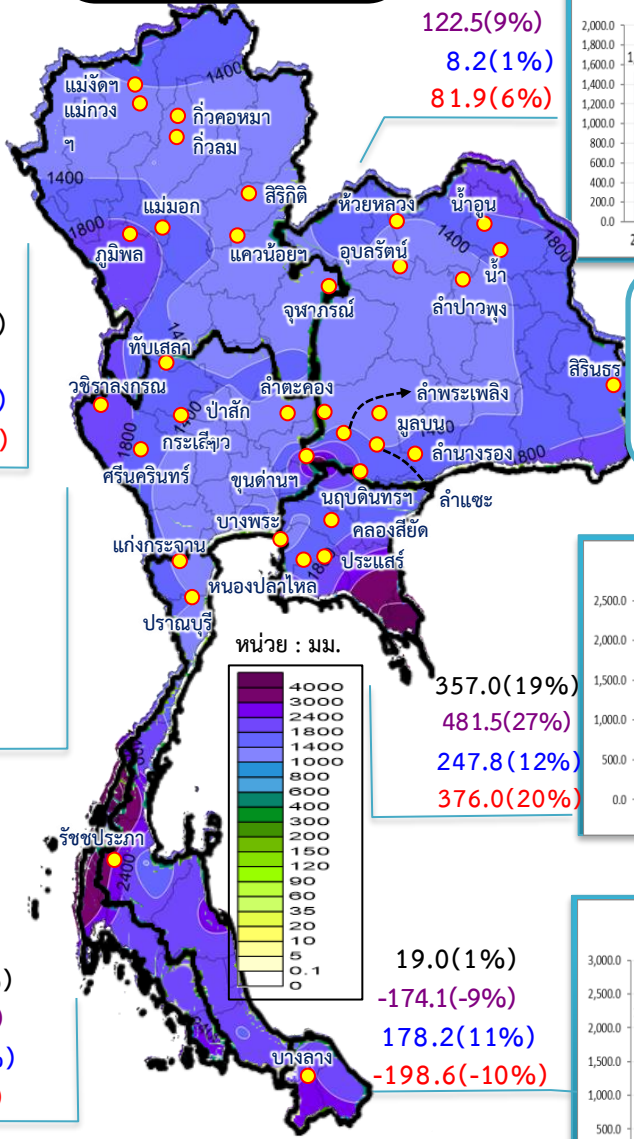 122.5(9%)
8.2(1%)
81.9(6%)
2,000.0
1,800.0
1,600.0
1,400.0
1,200.0
1,000.0
800.0
600.0
400.0
200.0
0.0
1400
แม่งัดฯ
แม่กวง
ฯ
กิ่วคอหมา
กิ่วลม
1400
สิริกิติ์
แม่มอก
ห้วยหลวง
น้ำอูน
1800
1400
1800
ภูมิพล
แควน้อยฯ
อุบลรัตน์
น้ำ
พุง
ลำปาว
จุฬาภรณ์
ทับเสลา
สิรินธร
วชิราลงกรณ
ลำตะคอง
ลำพระเพลิง
ป่าสัก
1400
มูลบน
1800
กระเสียว
ลำนางรอง
800
ศรีนครินทร์
ขุนด่านฯ
ลำแซะ
นฤบดินทรฯ
บางพระ
คลองสียัด
แก่งกระจาน
ประแสร์
หนองปลาไหล
ปราณบุรี
หน่วย : มม.
4000
3000
2400
1800
1400
1000
800
600
400
300
200
150
120
90
60
35
20
10
5
0.1
0
357.0(19%)
481.5(27%)
247.8(12%)
376.0(20%)
2,500.0
2,000.0
1,500.0
1,000.0
500.0
0.0
รัชชประภา
2400
19.0(1%)
-174.1(-9%)
178.2(11%)
-198.6(-10%)
บางลาง
3,000.0
2,500.0
2,000.0
1,500.0
1,000.0
500.0